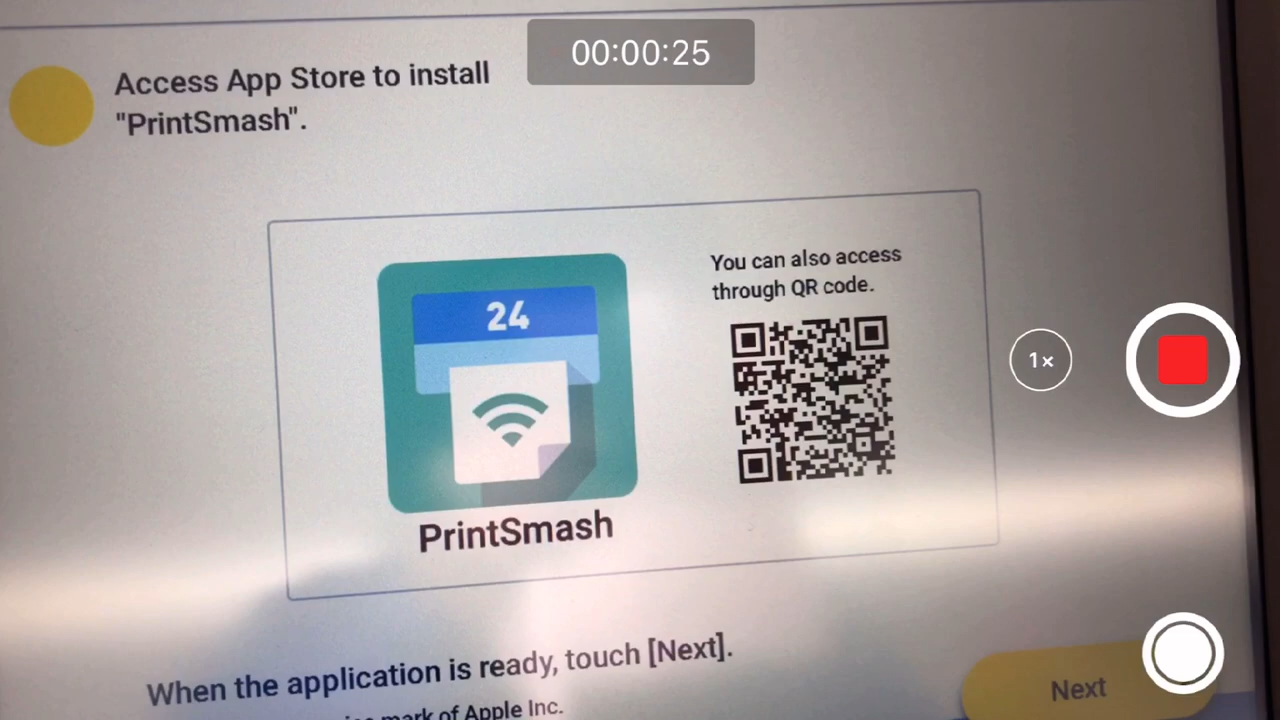 00:00:25
Access App Store to install
"PrintSmash".
You can also access
through QR code.
24
PrintSmash
1×
When the application is ready, touch [Next].
mark of Apple Inc.
Next